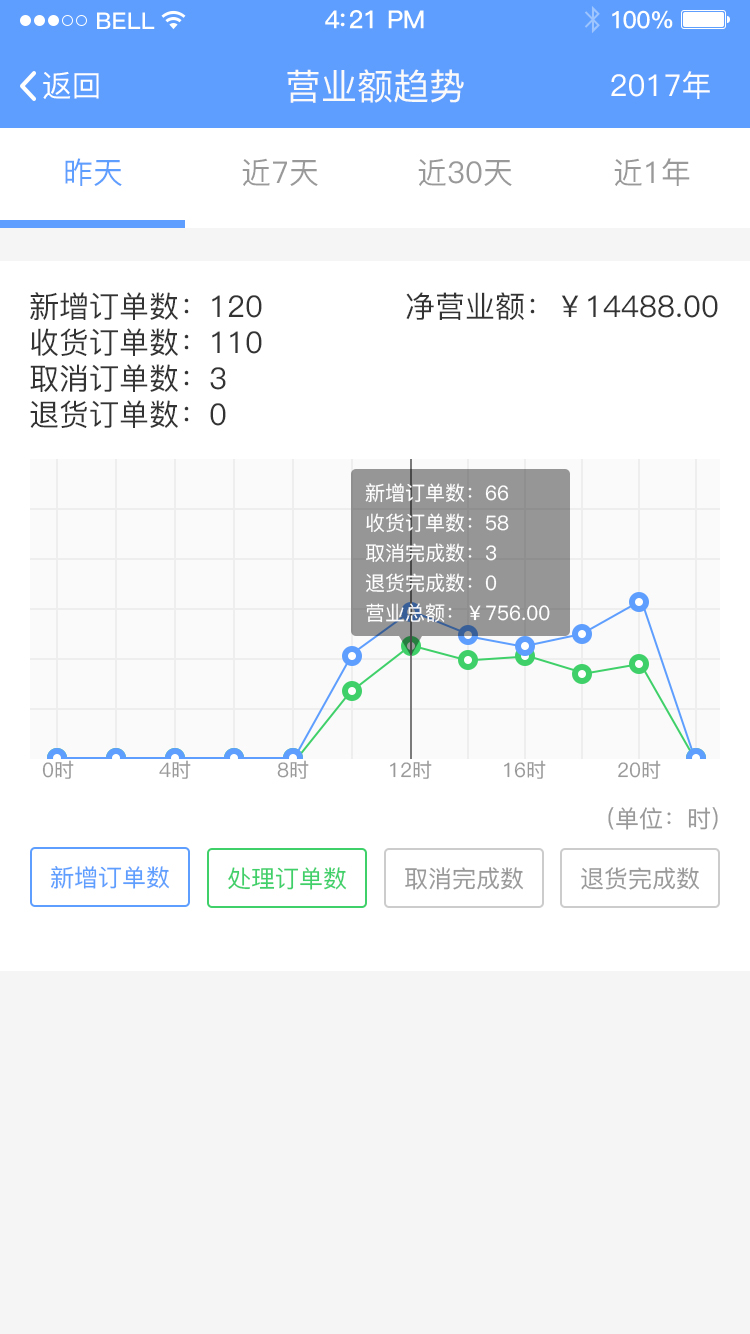 BELL 4:21 PM 100%
返回 营业额趋势 2017年
昨天 近7天 近30天 近1年
新增订单数：120 净营业额：￥14488.00
收货订单数：110
取消订单数：3
退货订单数：0
新增订单数：66
收货订单数：58
取消完成数：3
退货完成数：0
营业总额：￥756.00
0时 4时 8时 12时 16时 20时
(单位：时)
新增订单数 处理订单数 取消完成数 退货完成数